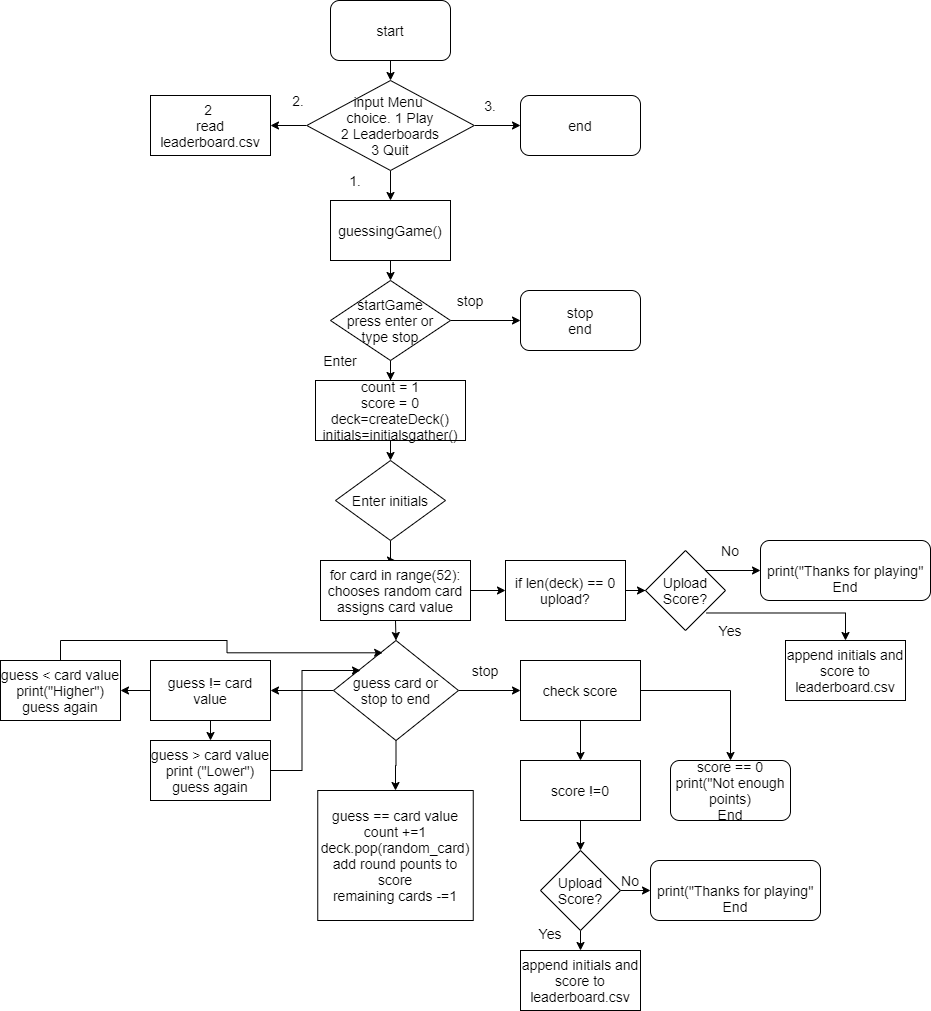 start
input Menu
choice. 1 Play
2 Leaderboards
3 Quit
2.
2
read
leaderboard.csv
3.
end
1.
guessingGame()
startGame
press enter or
type stop
stop
stop
end
Enter
count = 1
score = 0
deck=createDeck()
initials=initialsgather()
Enter initials
for card in range(52):
chooses random card
assigns card value
if len(deck) == 0
upload?
Upload
Score?
No
print("Thanks for playing"
End
Yes
append initials and
score to
leaderboard.csv
guess card or
stop to end
guess != card
value
guess < card value
print("Higher")
guess again
guess > card value
print ("Lower")
guess again
guess == card value
count +=1
deck.pop(random_card)
add round pounts to
score
remaining cards -=1
stop
check score
score == 0
print("Not enough
points)
End
score !=0
Upload
Score?
No
print("Thanks for playing"
End
Yes
append initials and
score to
leaderboard.csv